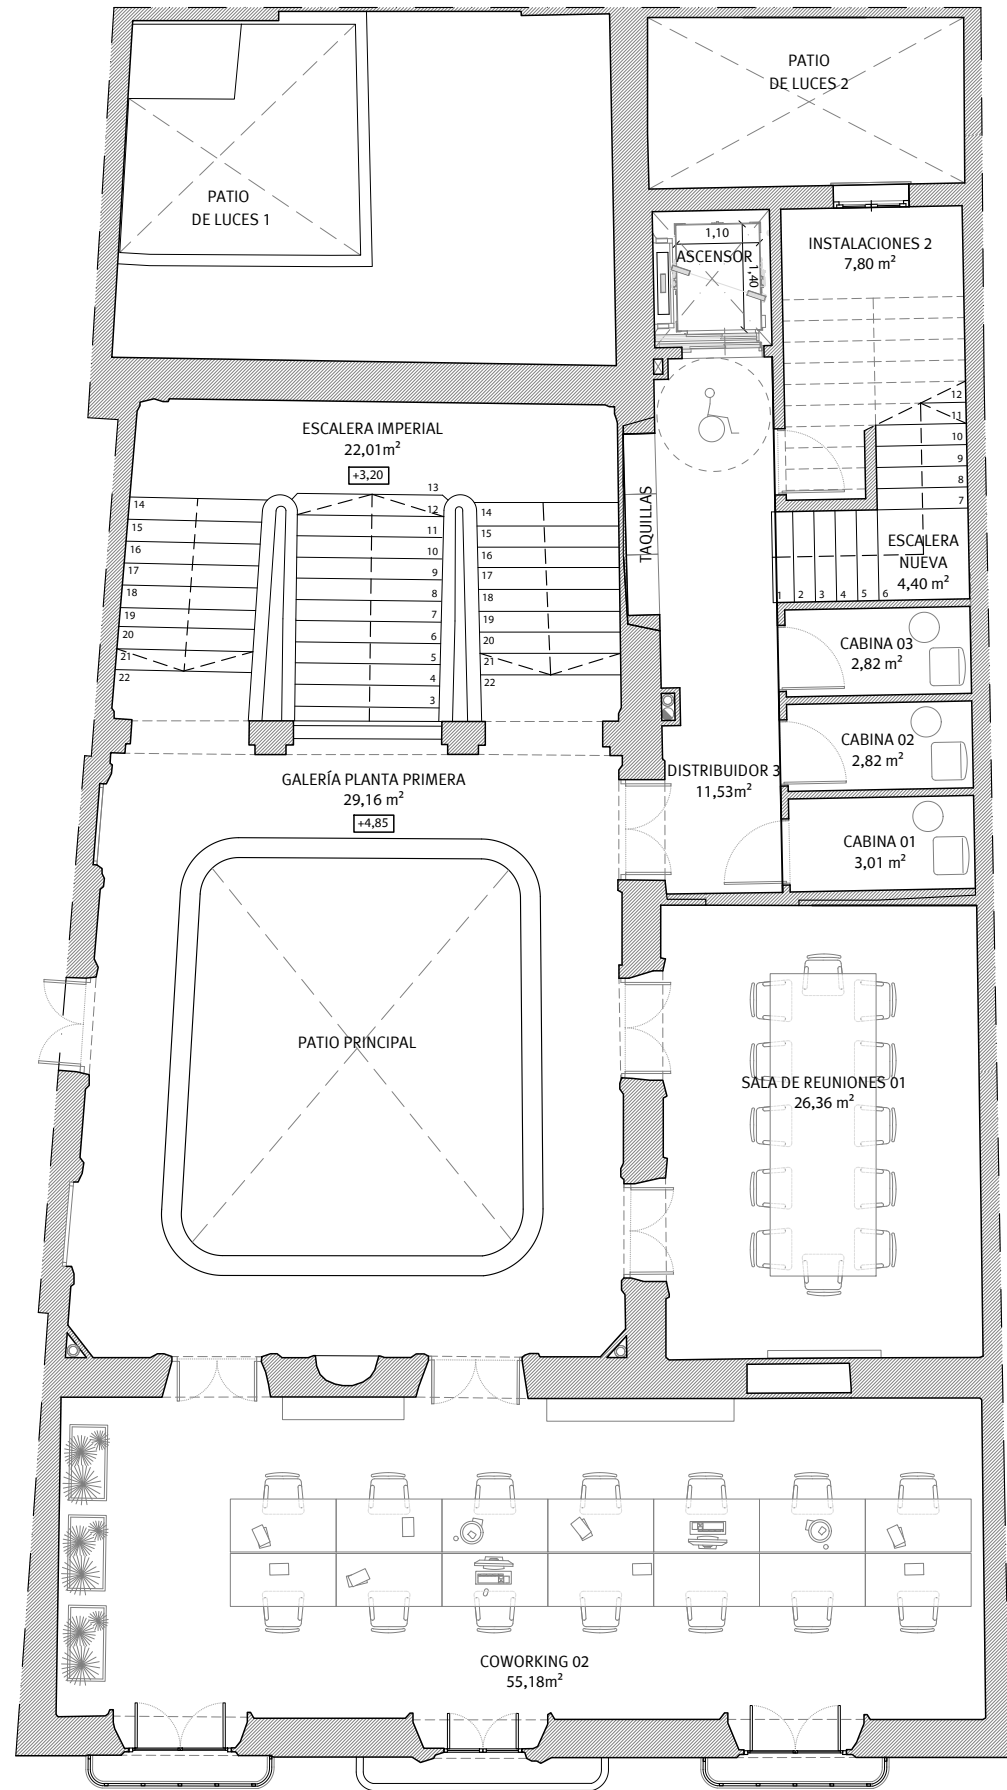 PATIO
DE LUCES 2
PATIO
DE LUCES 1
1,10
ASCENSOR
1,40
INSTALACIONES 2
7,80 m²
ESCALERA IMPERIAL
22,01m²
+3,20
13
14
15
16
17
18
19
20
21
22
12
11
10
9
8
7
6
5
4
3
14
15
16
17
18
19
20
21
22
TAQUILLAS
12
11
10
9
8
7
ESCALERA
NUEVA
4,40 m²
1
2
3
4
5
6
CABINA 03
2,82 m²
CABINA 02
2,82 m²
DISTRIBUIDOR 3
11,53m²
CABINA 01
3,01 m²
GALERÍA PLANTA PRIMERA
29,16 m²
+4,85
PATIO PRINCIPAL
SALA DE REUNIONES 01
26,36 m²
COWORKING 02
55,18m²